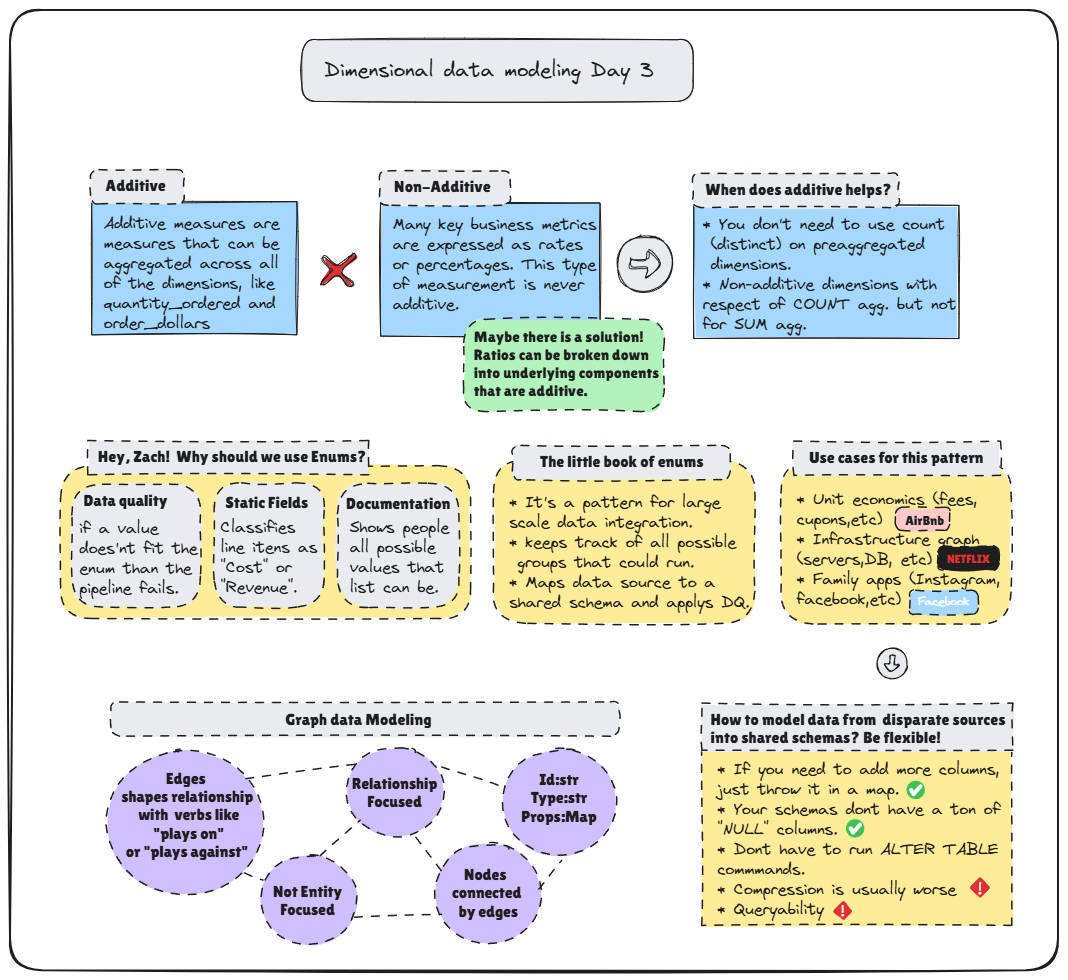 Dimensional data modeling Day 3
Additive
Additive measures are
measures that can be
aggregated across all
of the dimensions, like
quantity_ordered and
order_dollars
Non-Additive
Many key business metrics
are expressed as rates
or percentages. This type
of measurement is never
additive.
Maybe there is a solution!
Ratios can be broken down
into underlying components
that are additive.
When does additive helps?
* You don't need to use count
(distinct) on preaggregated
dimensions.
* Non-additive dimensions with
respect of COUNT agg. but not
for SUM agg.
Hey, Zach! Why should we use Enums?
Data quality
if a value
does'nt fit the
enum than the
pipeline fails.
Static Fields
Classifies
line itens as
"Cost" or
"Revenue".
Documentation
Shows people
all possible
values that
list can be.
The little book of enums
* It's a pattern for large
scale data integration.
* keeps track of all possible
groups that could run.
* Maps data source to a
shared schema and applys DQ.
Use cases for this pattern
* Unit economics (fees,
cupons,etc) AirBnb
* Infrastructure graph
(servers,DB, etc) NETFLIX
* Family apps (Instagram,
facebook,etc) Facebook
Graph data Modeling
Edges
shapes relationship
with verbs like
"plays on"
or "plays against"
Relationship
Focused
Id:str
Type:str
Props:Map
Not Entity
Focused
Nodes
connected
by edges
How to model data from disparate sources
into shared schemas? Be flexible!
* If you need to add more columns,
just throw it in a map.
* Your schemas dont have a ton of
"NULL" columns.
* Dont have to run ALTER TABLE
commmands.
* Compression is usually worse
* Queryability